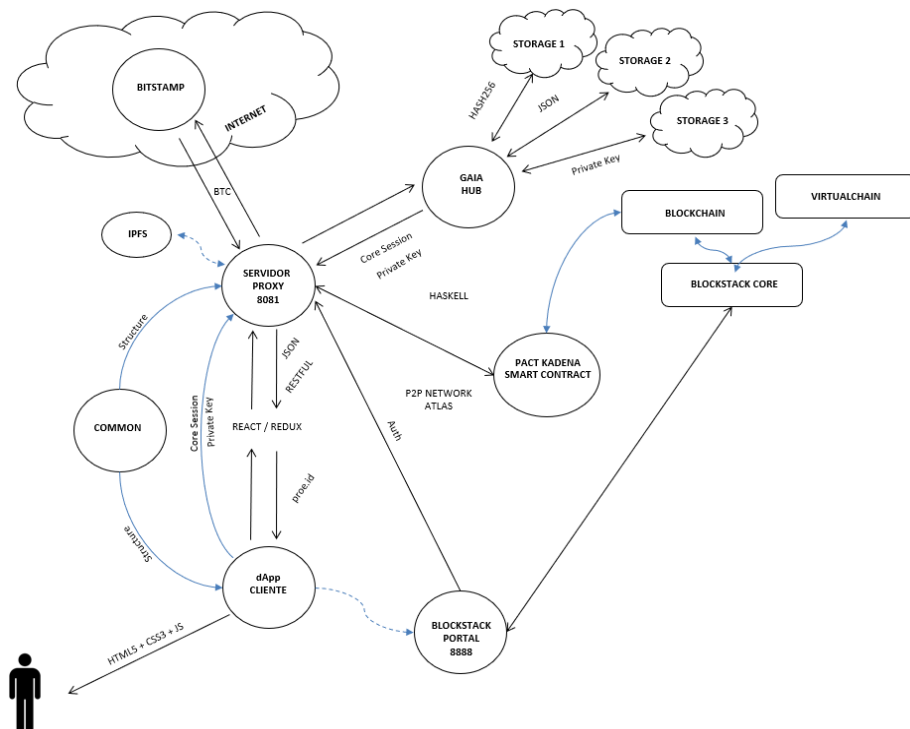 STORAGE 1
STORAGE 2
BITSTAMP
INTERNET
HASH256
JSON
STORAGE 3
Private Key
GAIA
HUB
BTC
VIRTUALCHAIN
BLOCKCHAIN
IPFS
Core Session
Private Key
SERVIDOR
PROXY
8081
BLOCKSTACK CORE
HASKELL
Structure
JSON
RESTFUL
PACT KADENA
SMART CONTRACT
P2P NETWORK
ATLAS
Core Session
Private Key
COMMON
REACT / REDUX
Auth
proe.id
Structure
dApp
CLIENTE
BLOCKSTACK
PORTAL
8888
HTML5 + CSS3 + JS